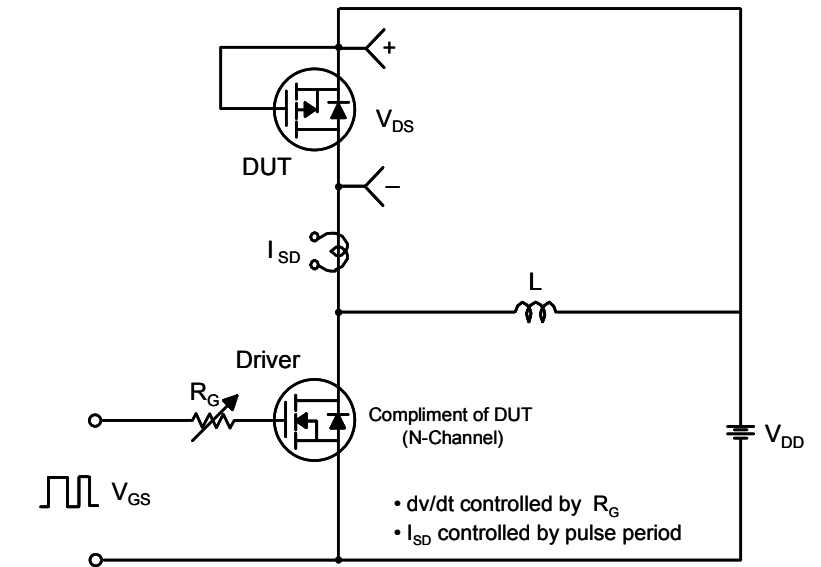 +
V_DS
DUT
–
I_SD
L
Driver
R_G
Compliment of DUT
(N-Channel)
V_DD
V_GS
• dv/dt controlled by R_G
• I_SD controlled by pulse period